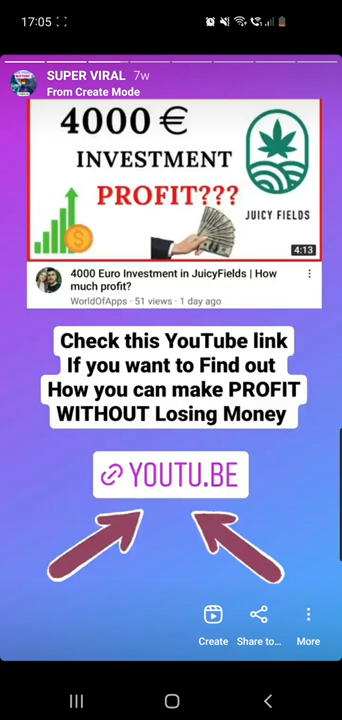 17:05
SUPER VIRAL 7w
From Create Mode
4000 €
INVESTMENT
PROFIT???
JUICY FIELDS
4:13
4000 Euro Investment in JuicyFields | How
much profit?
WorldOfApps · 51 views · 1 day ago
Check this YouTube link
If you want to Find out
How you can make PROFIT
WITHOUT Losing Money
YOUTU.BE
Create Share to... More